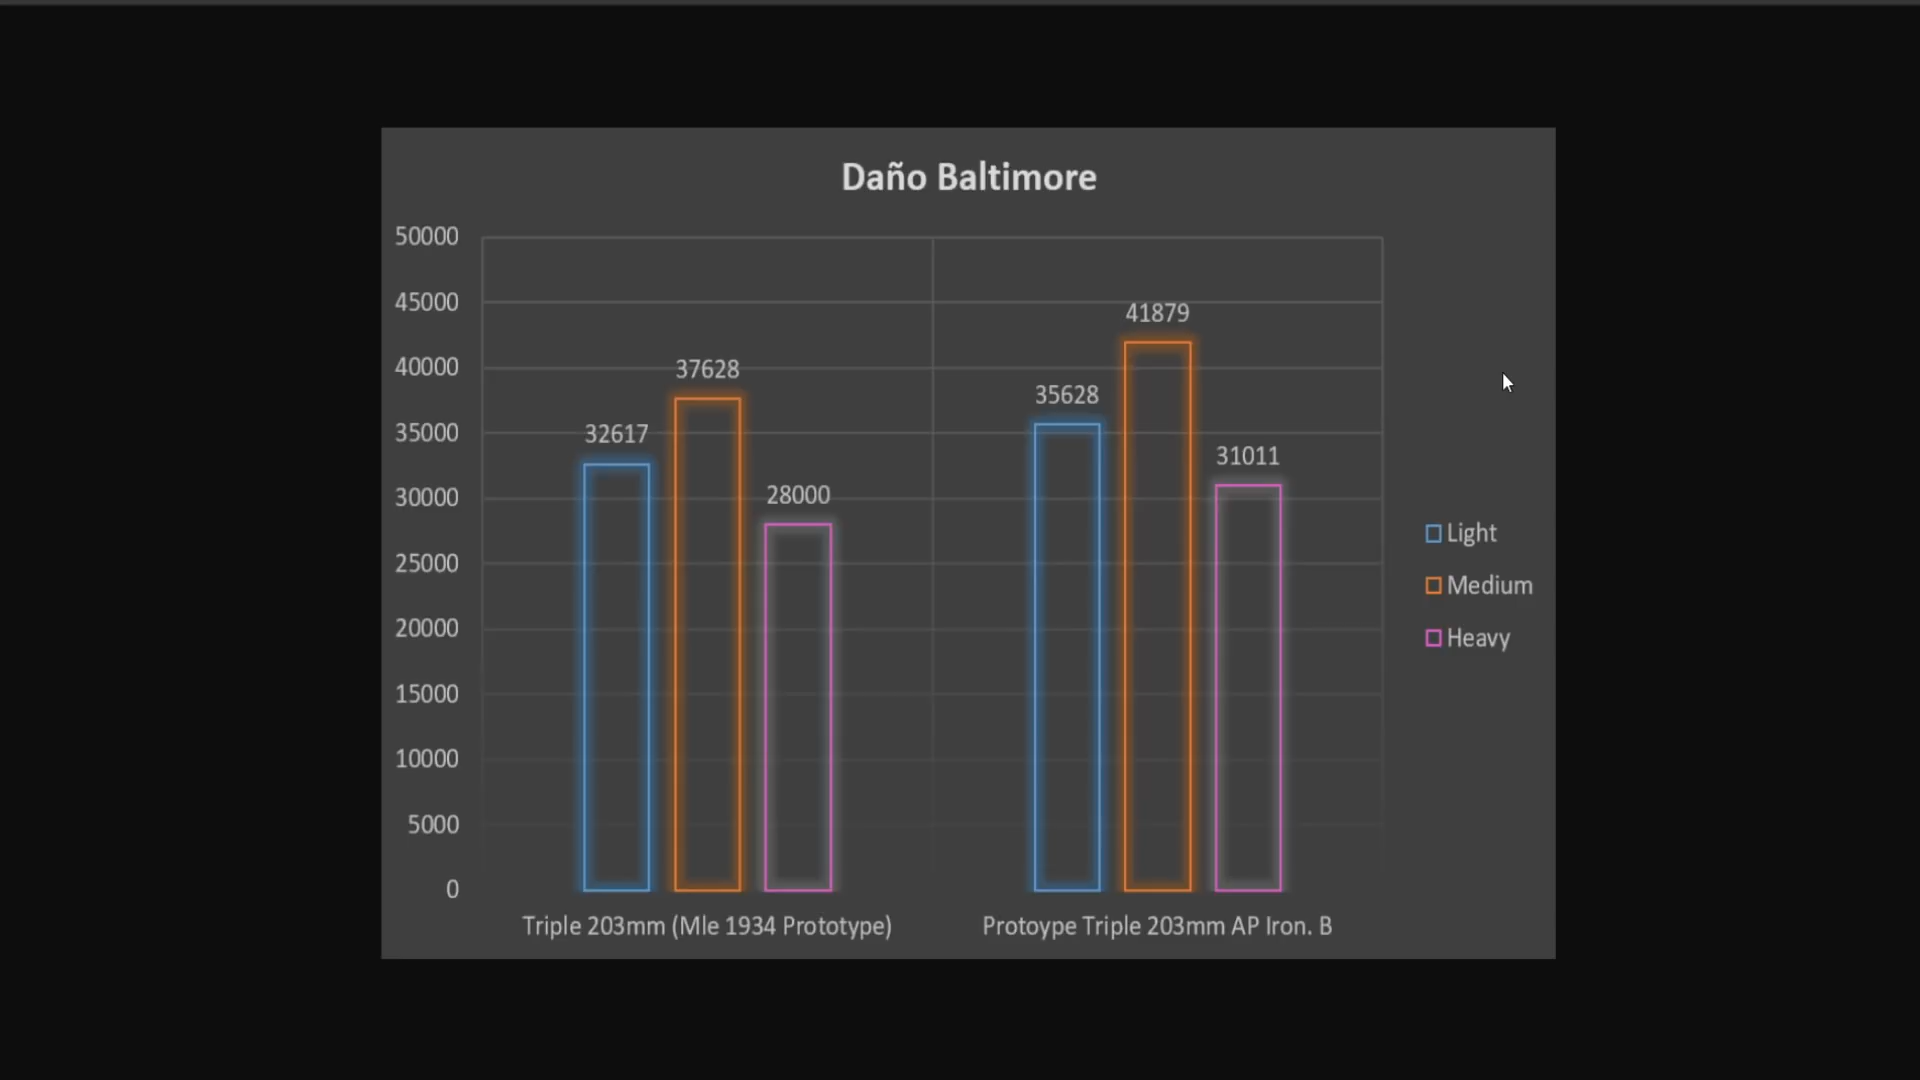 Daño Baltimore
50000
45000
40000
35000
30000
25000
20000
15000
10000
5000
0
32617
37628
28000
35628
41879
31011
Triple 203mm (Mle 1934 Prototype)
Protoype Triple 203mm AP Iron. B
Light
Medium
Heavy